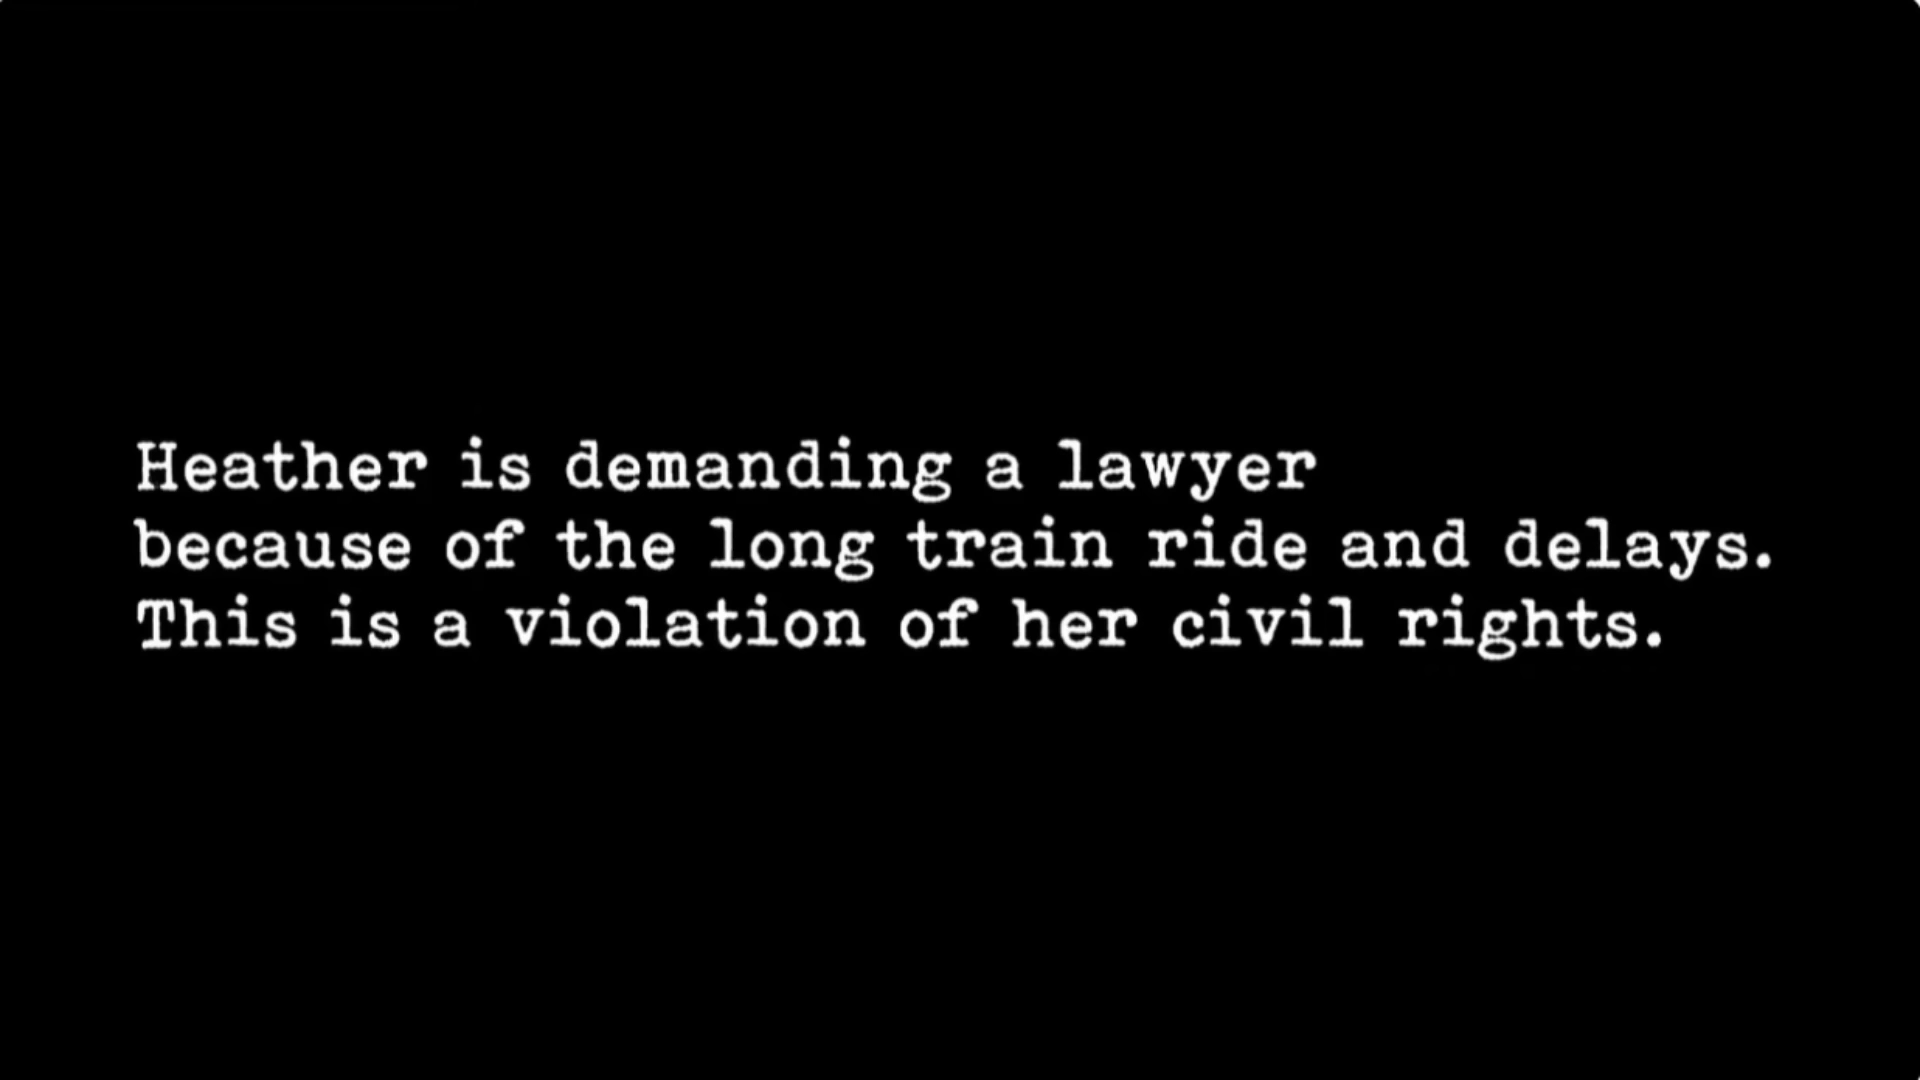 Heather is demanding a lawyer
because of the long train ride and delays.
This is a violation of her civil rights.